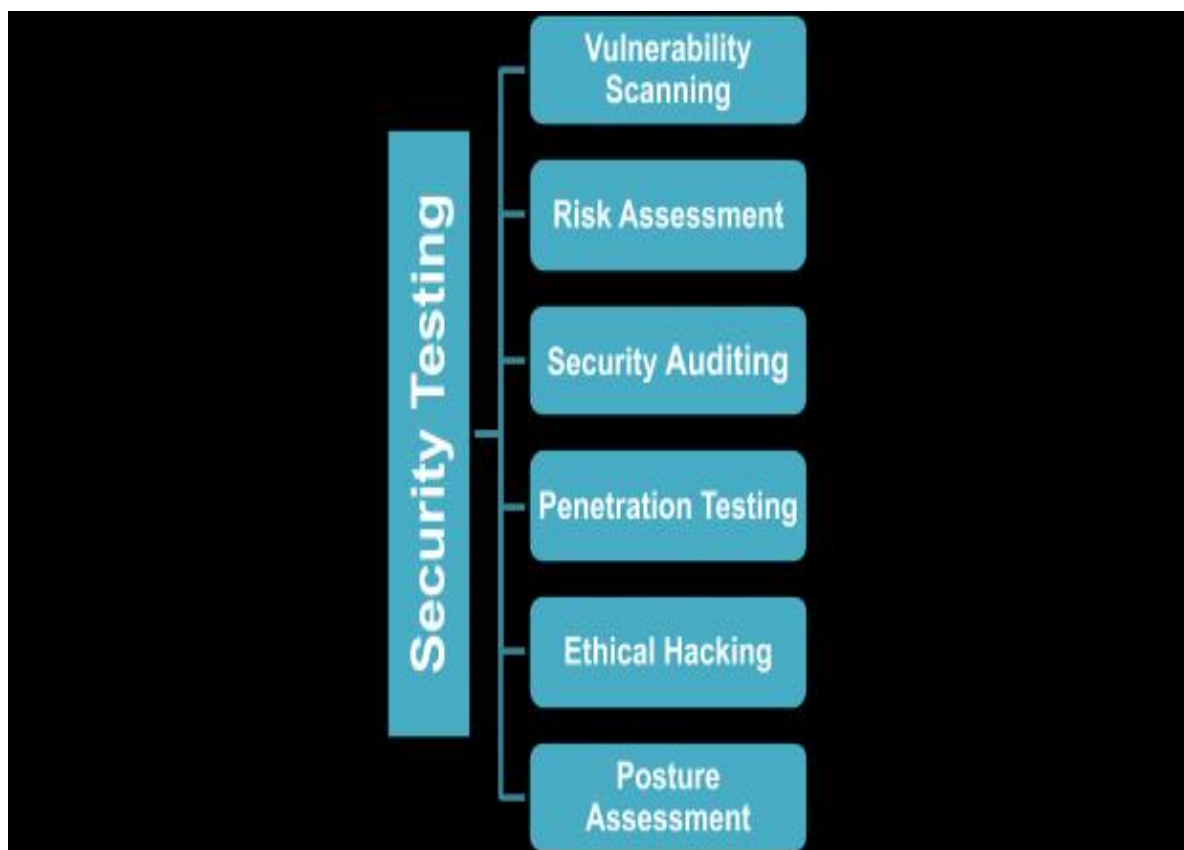 Security Testing
Vulnerability
Scanning
Risk Assessment
Security Auditing
Penetration Testing
Ethical Hacking
Posture
Assessment